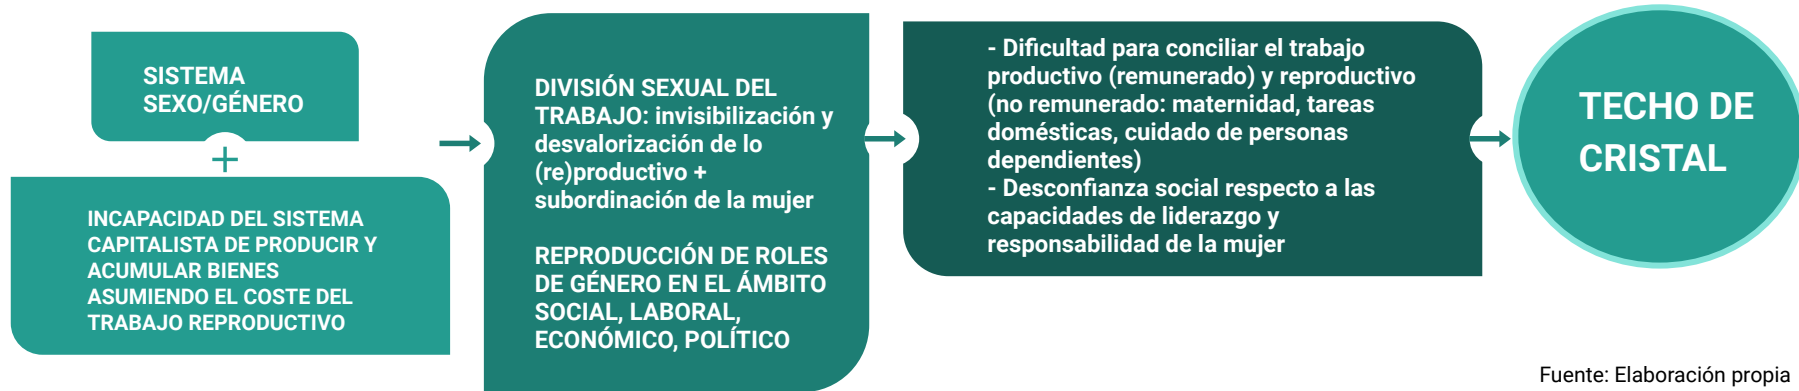 SISTEMA
SEXO/GÉNERO
+
INCAPACIDAD DEL SISTEMA
CAPITALISTA DE PRODUCIR Y
ACUMULAR BIENES
ASUMIENDO EL COSTE DEL
TRABAJO REPRODUCTIVO
DIVISIÓN SEXUAL DEL
TRABAJO: invisibilización y
desvalorización de lo
(re)productivo +
subordinación de la mujer
REPRODUCCIÓN DE ROLES
DE GÉNERO EN EL ÁMBITO
SOCIAL, LABORAL,
ECONÓMICO, POLÍTICO
- Dificultad para conciliar el trabajo
productivo (remunerado) y reproductivo
(no remunerado: maternidad, tareas
domésticas, cuidado de personas
dependientes)
- Desconfianza social respecto a las
capacidades de liderazgo y
responsabilidad de la mujer
TECHO DE
CRISTAL
Fuente: Elaboración propia